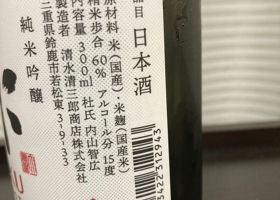 品目 日本酒
原材料 米(国産)・米麹(国産米)
精米歩合 60% アルコール分 15度
内容量 300ml 杜氏 内山智広
製造者 清水清三郎商店株式会社
三重県鈴鹿市若松東3-9-33
純米吟醸